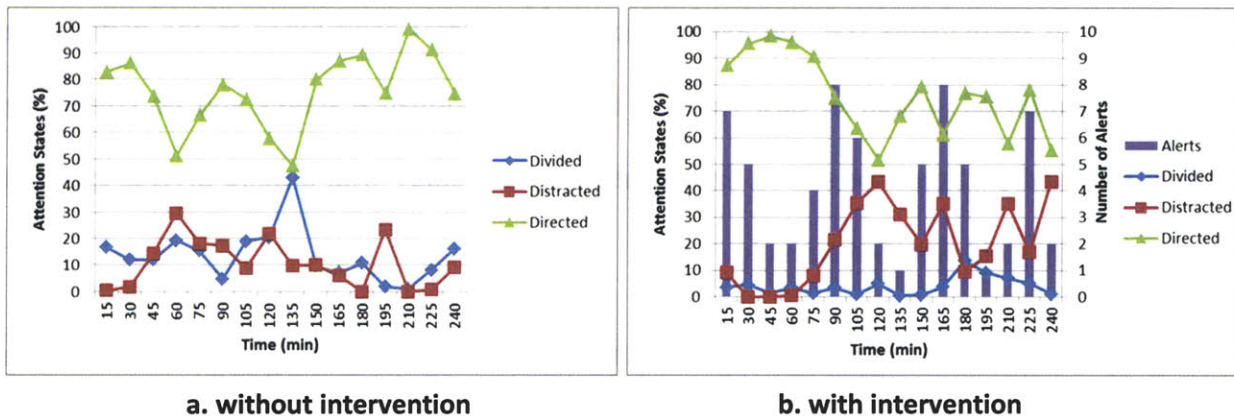 100
90
80
70
60
50
40
30
20
10
0
Attention States (%)
15 30 45 60 75 90 105 120 135 150 165 180 195 210 225 240
Time (min)
Divided
Distracted
Directed
a. without intervention
100
90
80
70
60
50
40
30
20
10
0
Attention States (%)
10
9
8
7
6
5
4
3
2
1
0
Number of Alerts
15 30 45 60 75 90 105 120 135 150 165 180 195 210 225 240
Time (min)
Alerts
Divided
Distracted
Directed
b. with intervention